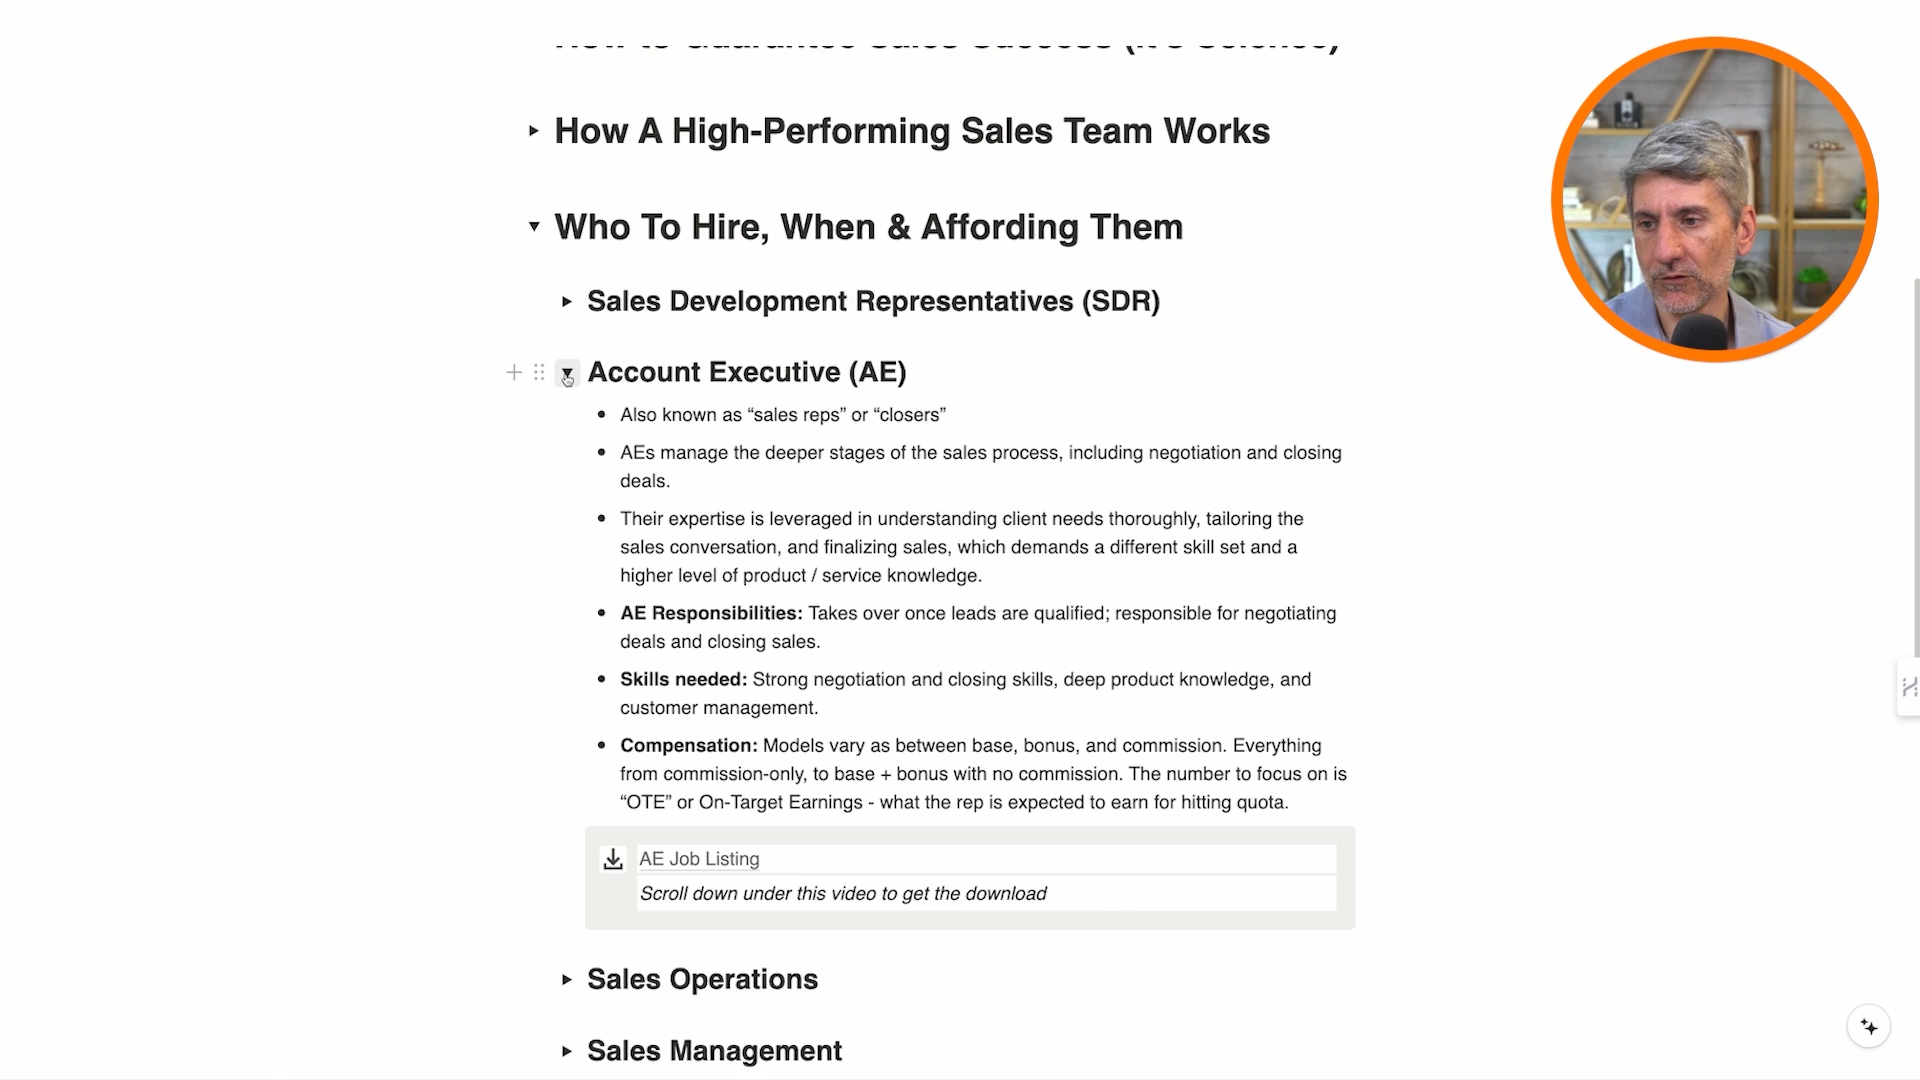 How to Guarantee Sales Success (It's Science)
How A High-Performing Sales Team Works
Who To Hire, When & Affording Them
Sales Development Representatives (SDR)
Account Executive (AE)
Also known as “sales reps” or “closers”
AEs manage the deeper stages of the sales process, including negotiation and closing
deals.
Their expertise is leveraged in understanding client needs thoroughly, tailoring the
sales conversation, and finalizing sales, which demands a different skill set and a
higher level of product / service knowledge.
AE Responsibilities: Takes over once leads are qualified; responsible for negotiating
deals and closing sales.
Skills needed: Strong negotiation and closing skills, deep product knowledge, and
customer management.
Compensation: Models vary as between base, bonus, and commission. Everything
from commission-only, to base + bonus with no commission. The number to focus on is
“OTE” or On-Target Earnings - what the rep is expected to earn for hitting quota.
AE Job Listing
Scroll down under this video to get the download
Sales Operations
Sales Management